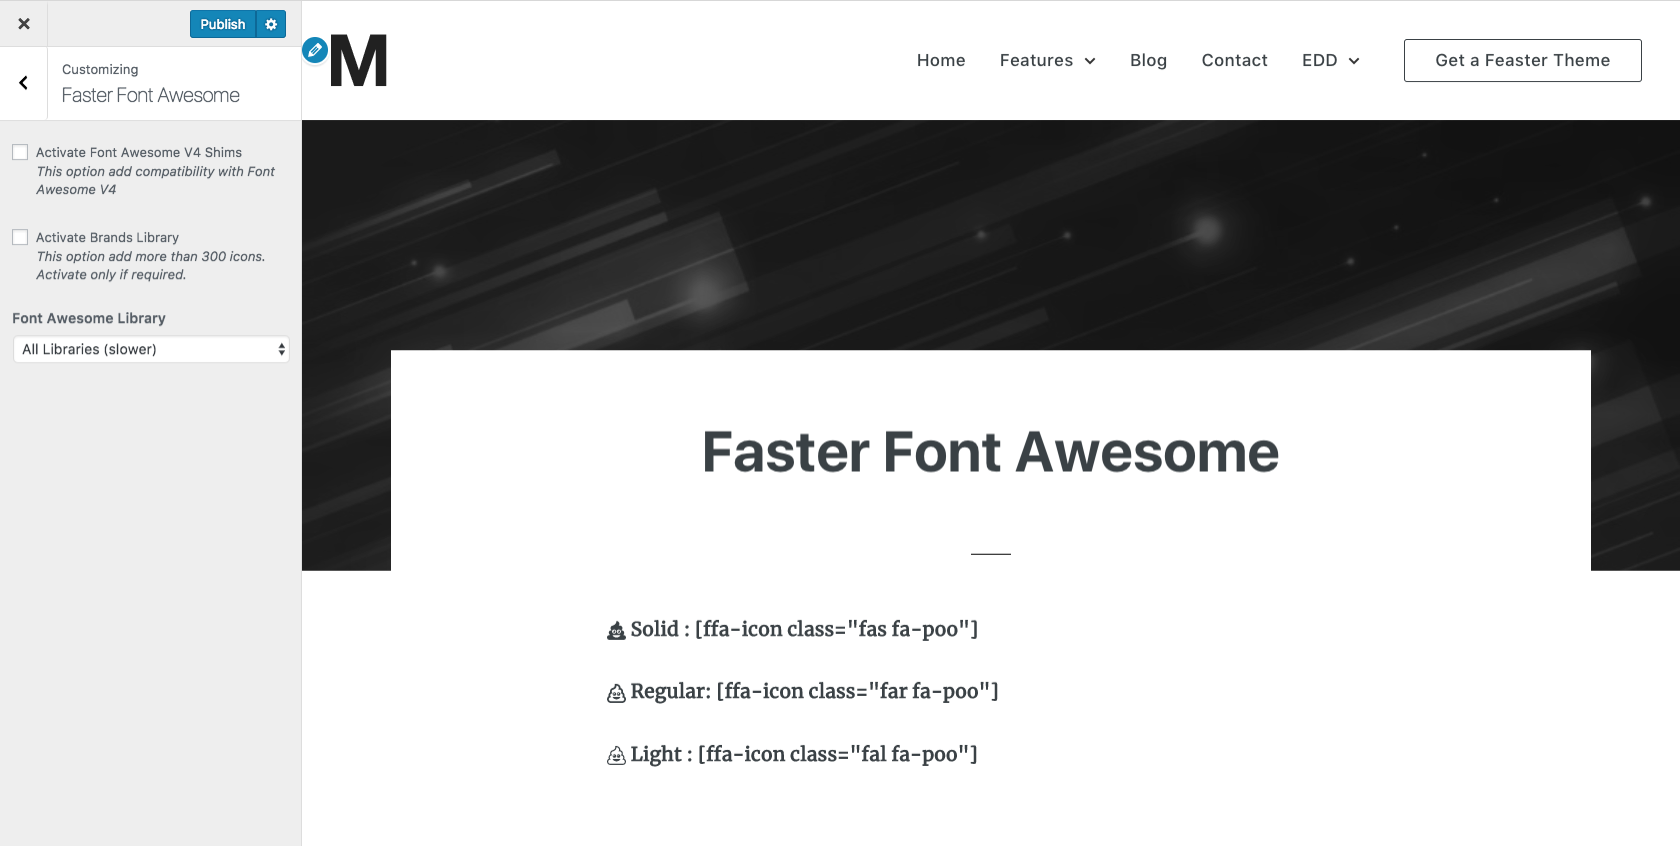 Publish
Customizing
Faster Font Awesome
Activate Font Awesome V4 Shims
This option add compatibility with Font
Awesome V4
Activate Brands Library
This option add more than 300 icons.
Activate only if required.
Font Awesome Library
All Libraries (slower)
M
Home Features Blog Contact EDD Get a Feaster Theme
Faster Font Awesome
Solid : [ffa-icon class="fas fa-poo"]
Regular: [ffa-icon class="far fa-poo"]
Light : [ffa-icon class="fal fa-poo"]